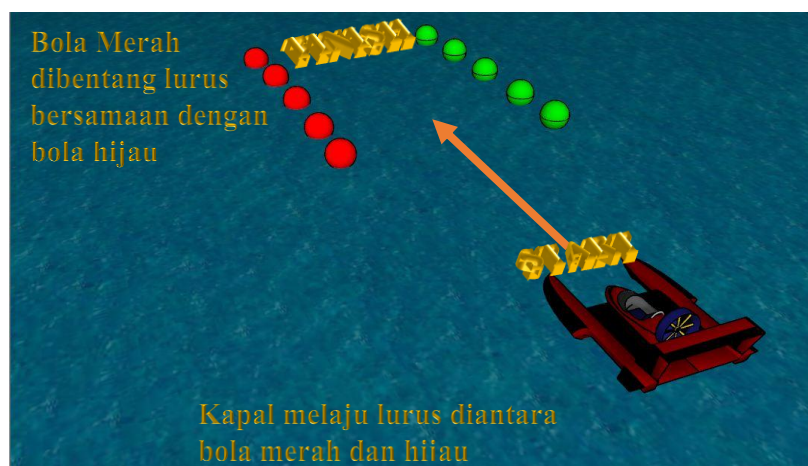 Bola Merah
dibentang lurus
bersamaan dengan
bola hijau
FINISH
START
Kapal melaju lurus diantara
bola merah dan hijau